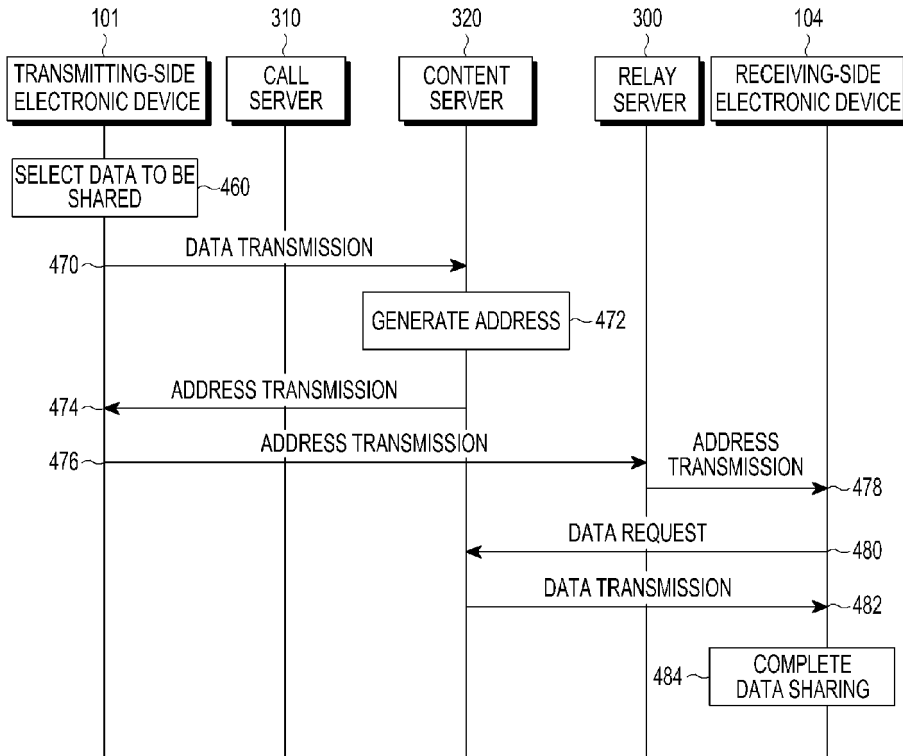 101
310
320
300
104
TRANSMITTING-SIDE
ELECTRONIC DEVICE
CALL
SERVER
CONTENT
SERVER
RELAY
SERVER
RECEIVING-SIDE
ELECTRONIC DEVICE
SELECT DATA TO BE
SHARED
460
DATA TRANSMISSION
470
GENERATE ADDRESS
472
ADDRESS TRANSMISSION
474
ADDRESS TRANSMISSION
476
ADDRESS
TRANSMISSION
478
DATA REQUEST
480
DATA TRANSMISSION
482
484
COMPLETE
DATA SHARING